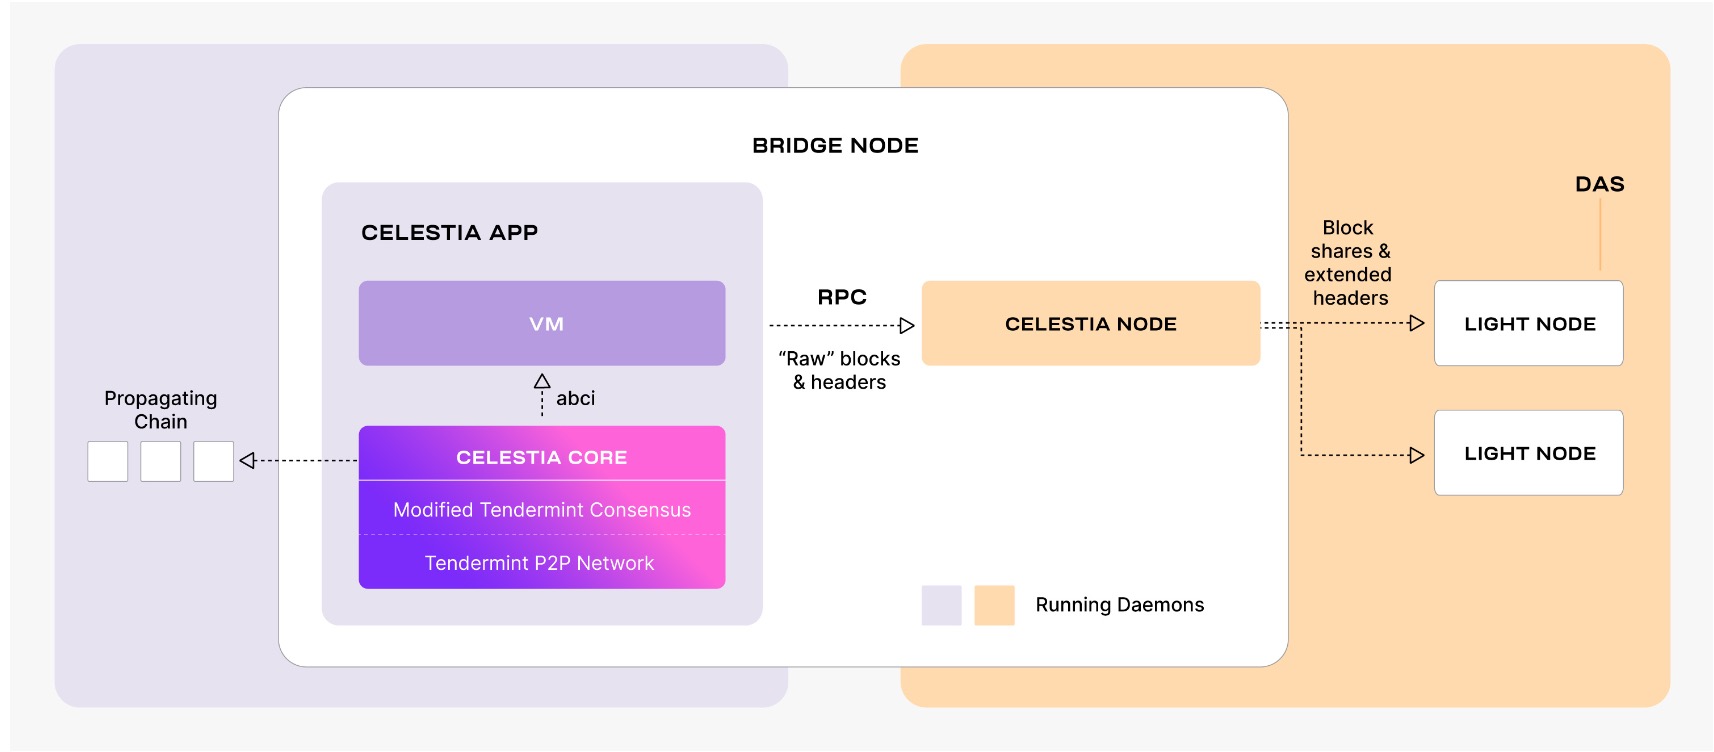 BRIDGE NODE
CELESTIA APP
VM
abci
CELESTIA CORE
Modified Tendermint Consensus
Tendermint P2P Network
Propagating
Chain
RPC
“Raw” blocks
& headers
CELESTIA NODE
Block
shares &
extended
headers
DAS
LIGHT NODE
LIGHT NODE
Running Daemons